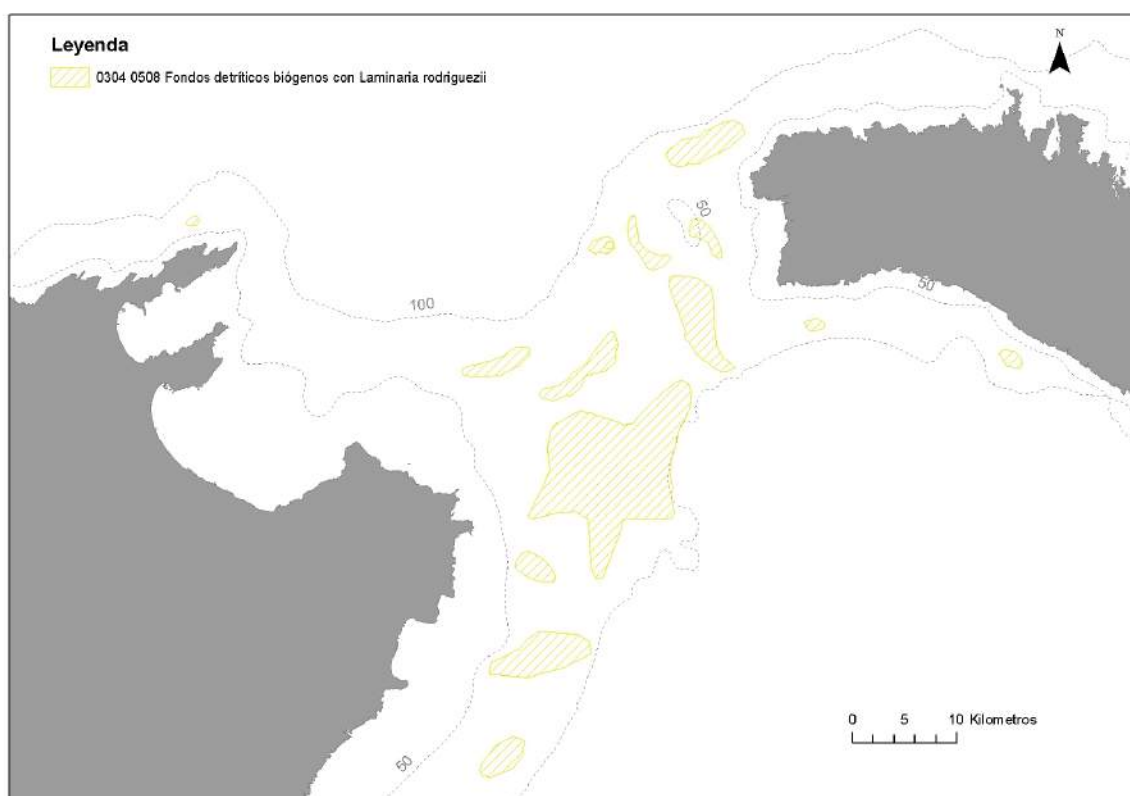 Leyenda
0304 0508 Fondos detríticos biógenos con Laminaria rodriguezii
N
50
100
50
50
0 5 10 Kilometros